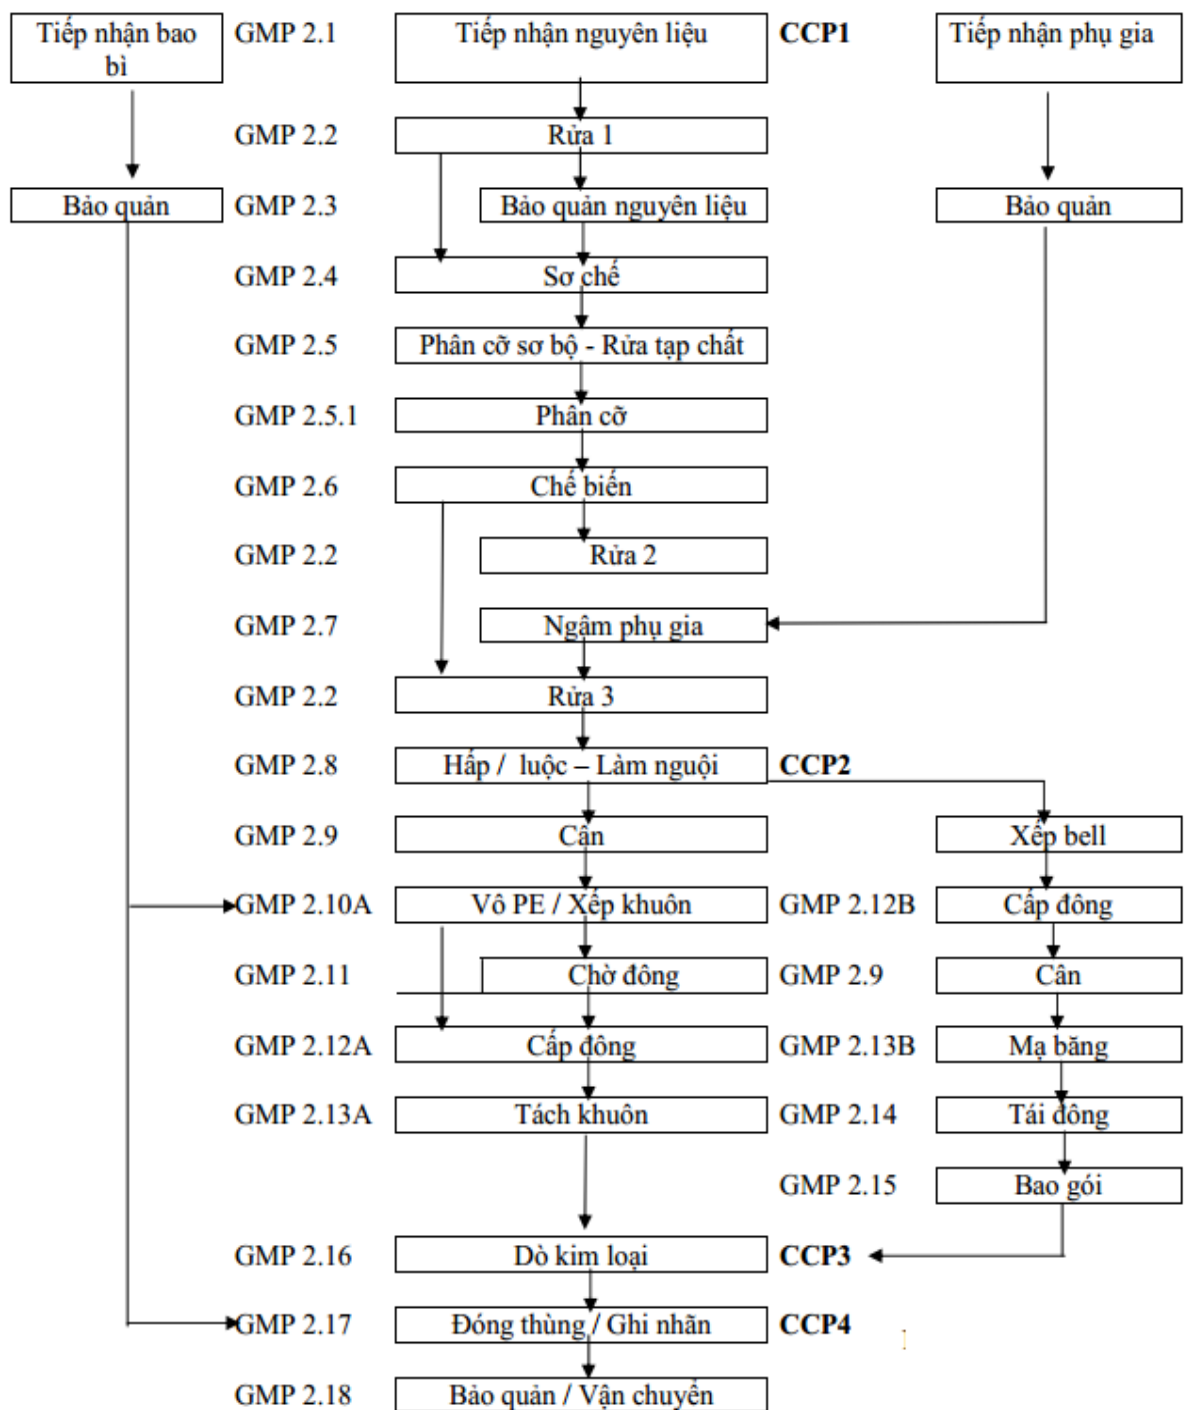 Tiếp nhận bao
bì
GMP 2.1
Tiếp nhận nguyên liệu
CCP1
Tiếp nhận phụ gia
GMP 2.2
Rửa 1
Bảo quản
GMP 2.3
Bảo quản nguyên liệu
Bảo quản
GMP 2.4
Sơ chế
GMP 2.5
Phân cỡ sơ bộ - Rửa tạp chất
GMP 2.5.1
Phân cỡ
GMP 2.6
Chế biến
GMP 2.2
Rửa 2
GMP 2.7
Ngâm phụ gia
GMP 2.2
Rửa 3
GMP 2.8
Hấp / luộc – Làm nguội
CCP2
GMP 2.9
Cân
Xếp bell
GMP 2.10A
Vô PE / Xếp khuôn
GMP 2.12B
Cấp đông
GMP 2.11
Chờ đông
GMP 2.9
Cân
GMP 2.12A
Cấp đông
GMP 2.13B
Mạ băng
GMP 2.13A
Tách khuôn
GMP 2.14
Tái đông
GMP 2.15
Bao gói
GMP 2.16
Dò kim loại
CCP3
GMP 2.17
Đóng thùng / Ghi nhãn
CCP4
GMP 2.18
Bảo quản / Vận chuyển